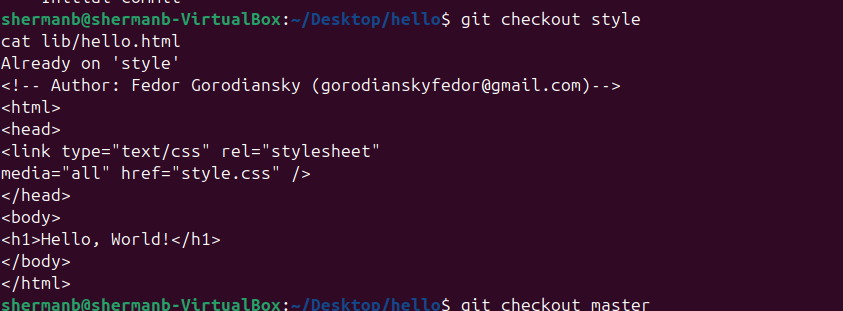 Initial Commit
shermanb@shermanb-VirtualBox:~/Desktop/hello$ git checkout style
cat lib/hello.html
Already on 'style'
<!-- Author: Fedor Gorodiansky (gorodianskyfedor@gmail.com)-->
<html>
<head>
<link type="text/css" rel="stylesheet"
media="all" href="style.css" />
</head>
<body>
<h1>Hello, World!</h1>
</body>
</html>
shermanb@shermanb-VirtualBox:~/Desktop/hello$ git checkout master